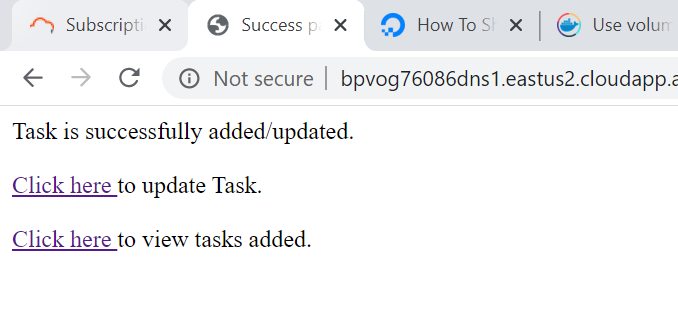 Subscripti
Success p
How To S
Use volum
Not secure
bpvog76086dns1.eastus2.cloudapp.a
Task is successfully added/updated.
Click here to update Task.
Click here to view tasks added.